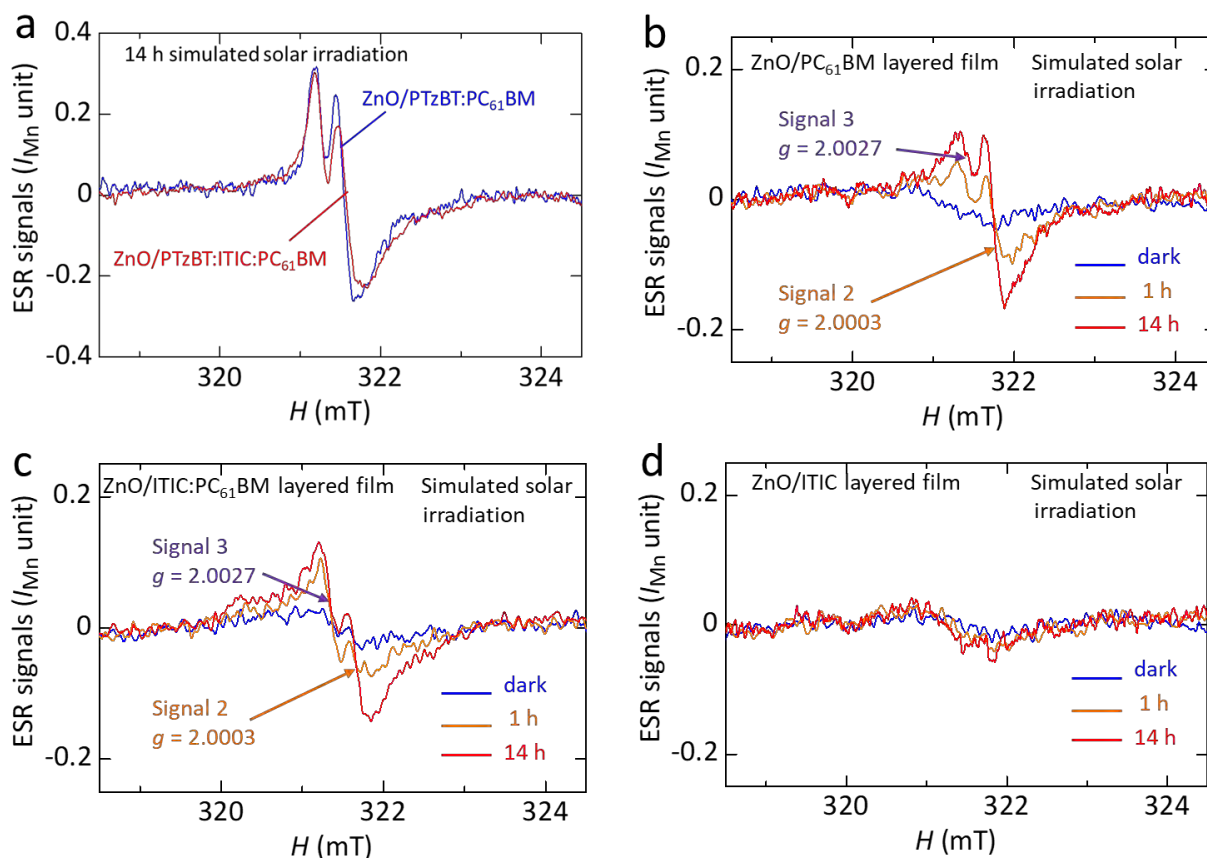 a
14 h simulated solar irradiation
ZnO/PTzBT:PC₆₁BM
ZnO/PTzBT:ITIC:PC₆₁BM
ESR signals (I_Mn unit)
0.4
0.2
0
-0.2
-0.4
320 322 324
H (mT)
b
ZnO/PC₆₁BM layered film
Simulated solar
irradiation
Signal 3
g = 2.0027
Signal 2
g = 2.0003
dark
1 h
14 h
ESR signals (I_Mn unit)
0.2
0
-0.2
320 322 324
H (mT)
c
ZnO/ITIC:PC₆₁BM layered film
Simulated solar
irradiation
Signal 3
g = 2.0027
Signal 2
g = 2.0003
dark
1 h
14 h
ESR signals (I_Mn unit)
0.2
0
-0.2
320 322 324
H (mT)
d
ZnO/ITIC layered film
Simulated solar
irradiation
dark
1 h
14 h
ESR signals (I_Mn unit)
0.2
0
-0.2
320 322 324
H (mT)